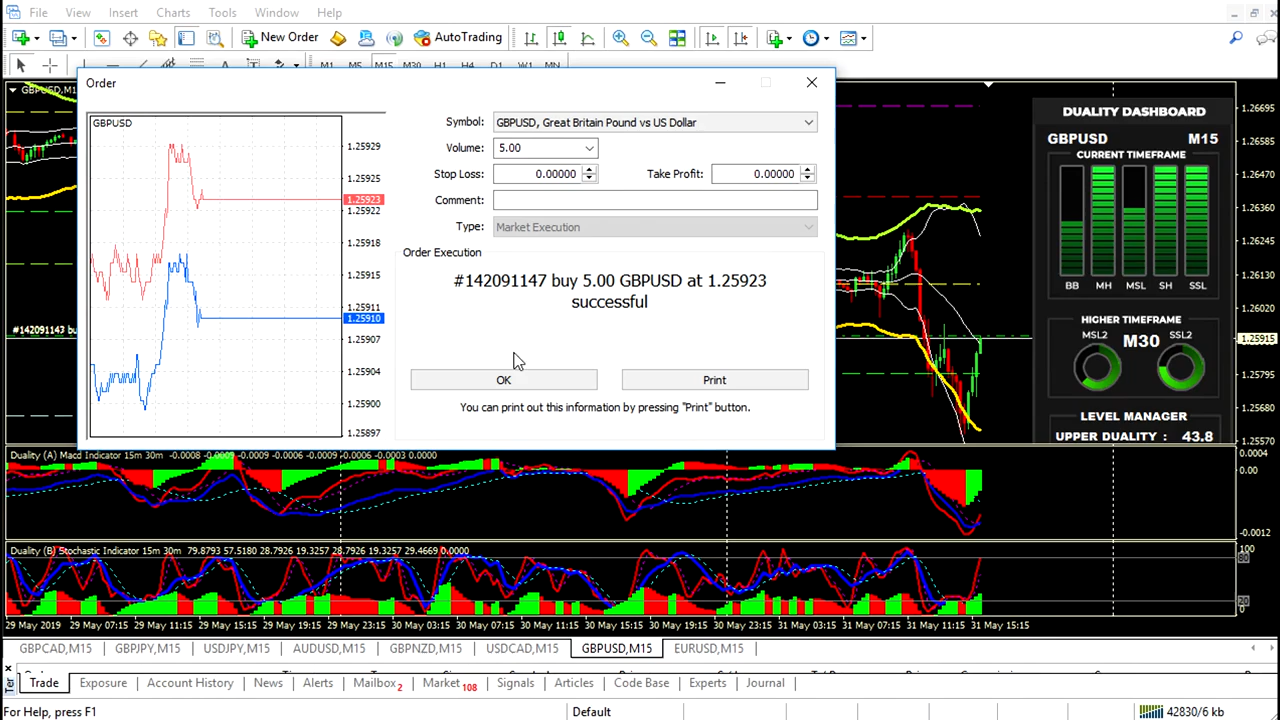 File View Insert Charts Tools Window Help
New Order AutoTrading
M1 M5 M15 M30 H1 H4 D1 W1 MN
Order
GBPUSD
1.25929
1.25925
1.25923
1.25922
1.25918
1.25915
1.25911
1.25910
1.25907
1.25904
1.25900
1.25897
Symbol: GBPUSD, Great Britain Pound vs US Dollar
Volume: 5.00
Stop Loss: 0.00000 Take Profit: 0.00000
Comment:
Type: Market Execution
Order Execution
#142091147 buy 5.00 GBPUSD at 1.25923
successful
OK Print
You can print out this information by pressing "Print" button.
#142091143 bu
DUALITY DASHBOARD
GBPUSD M15
CURRENT TIMEFRAME
BB MH MSL SH SSL
HIGHER TIMEFRAME
MSL2 M30 SSL2
LEVEL MANAGER
UPPER DUALITY : 43.8
1.26695
1.26640
1.26360
1.26245
1.26130
1.26020
1.25915
1.25795
1.25680
1.25570
Duality (A) Macd Indicator 15m 30m -0.0008 -0.0009 -0.0009 -0.0006 -0.0009 -0.0006 -0.0003 0.0000
0.0004
0.00
-0.0012
Duality (B) Stochastic Indicator 15m 30m 79.8793 57.5180 28.7926 19.3257 28.7926 19.3257 29.4669 0.0000
100
80
20
0
29 May 2019 29 May 07:15 29 May 11:15 29 May 15:15 29 May 19:15 29 May 23:15 30 May 03:15 30 May 07:15 30 May 11:15 30 May 15:15 30 May 19:15 30 May 23:15 31 May 03:15 31 May 07:15 31 May 11:15 31 May 15:15
GBPCAD,M15 GBPJPY,M15 USDJPY,M15 AUDUSD,M15 GBPNZD,M15 USDCAD,M15 GBPUSD,M15 EURUSD,M15
Trade Exposure Account History News Alerts Mailbox 2 Market 108 Signals Articles Code Base Experts Journal
For Help, press F1 Default 42830/6 kb